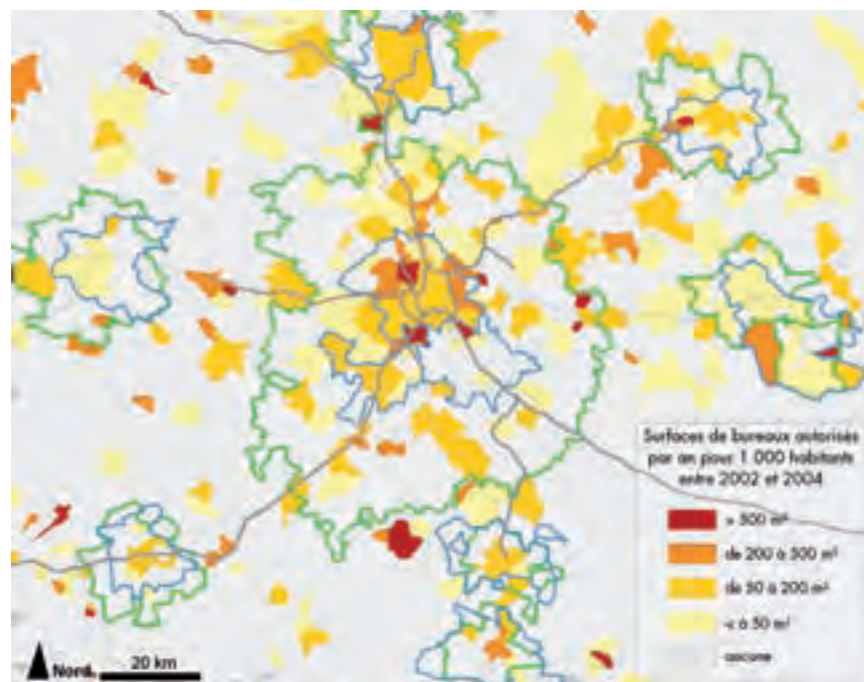 Surfaces de bureaux autorisés
par an pour 1 000 habitants
entre 2002 et 2004
> 500 m²
de 200 à 500 m²
de 50 à 200 m²
< à 50 m²
aucune
Nord
20 km